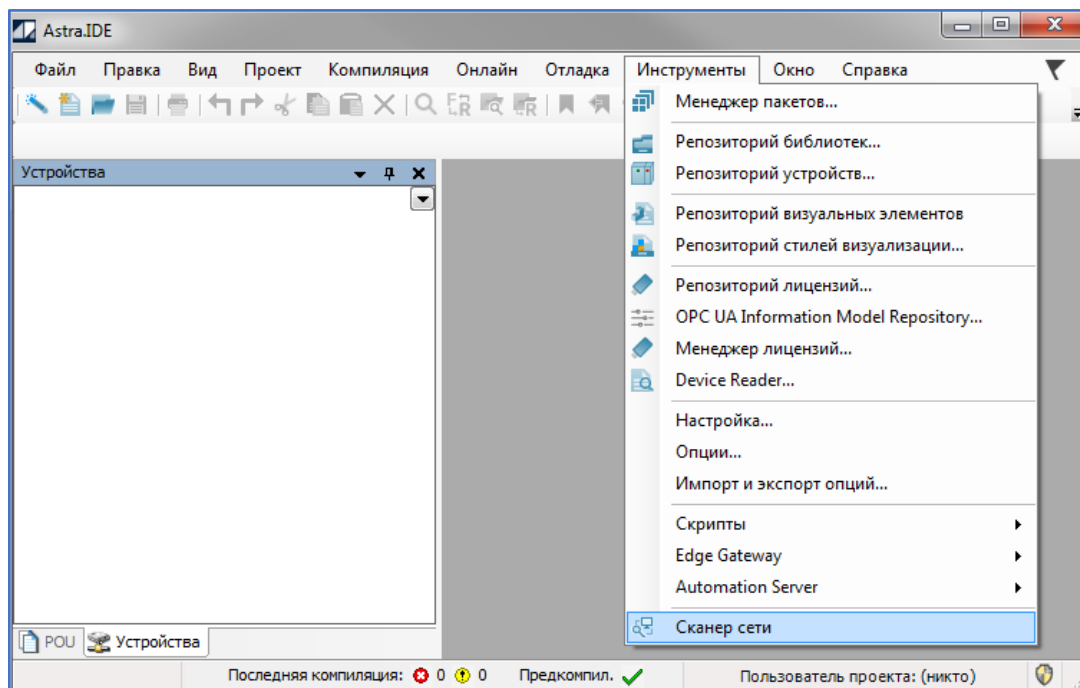 Astra.IDE
Файл Правка Вид Проект Компиляция Онлайн Отладка Инструменты Окно Справка
Устройства
Менеджер пакетов...
Репозиторий библиотек...
Репозиторий устройств...
Репозиторий визуальных элементов
Репозиторий стилей визуализации...
Репозиторий лицензий...
OPC UA Information Model Repository...
Менеджер лицензий...
Device Reader...
Настройка...
Опции...
Импорт и экспорт опций...
Скрипты
Edge Gateway
Automation Server
Сканер сети
POU Устройства
Последняя компиляция: 0 0 Предкомпил. Пользователь проекта: (никто)